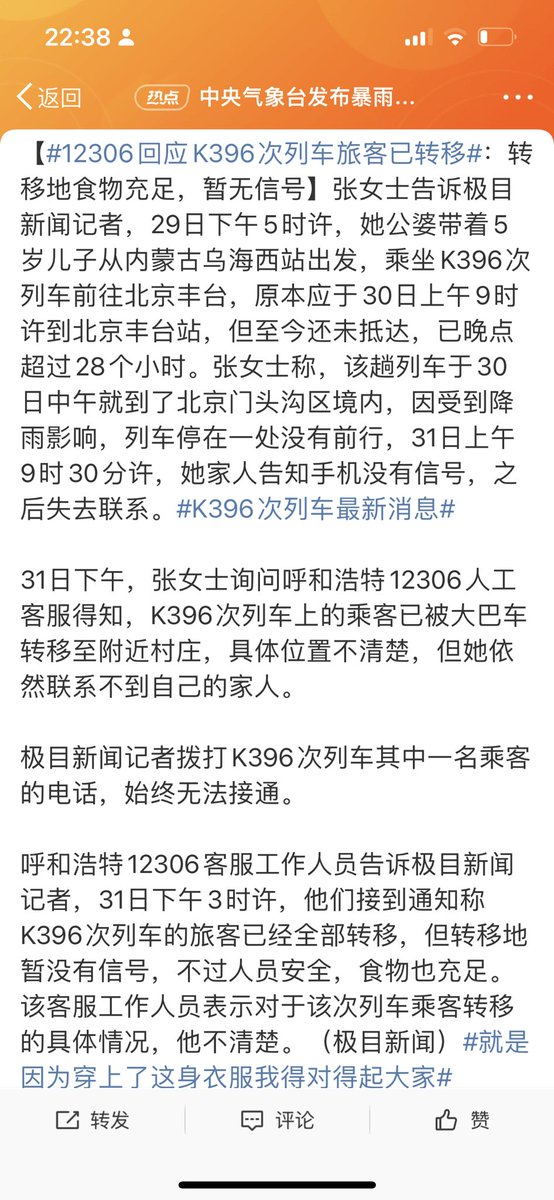 22:38
返回 热点 中央气象台发布暴雨...
【#12306回应K396次列车旅客已转移#：转
移地食物充足，暂无信号】张女士告诉极目
新闻记者，29日下午5时许，她公婆带着5
岁儿子从内蒙古乌海西站出发，乘坐K396次
列车前往北京丰台，原本应于30日上午9时
许到北京丰台站，但至今还未抵达，已晚点
超过28个小时。张女士称，该趟列车于30
日中午就到了北京门头沟区境内，因受到降
雨影响，列车停在一处没有前行，31日上午
9时30分许，她家人告知手机没有信号，之
后失去联系。#K396次列车最新消息#
31日下午，张女士询问呼和浩特12306人工
客服得知，K396次列车上的乘客已被大巴车
转移至附近村庄，具体位置不清楚，但她依
然联系不到自己的家人。
极目新闻记者拨打K396次列车其中一名乘客
的电话，始终无法接通。
呼和浩特12306客服工作人员告诉极目新闻
记者，31日下午3时许，他们接到通知称
K396次列车的旅客已经全部转移，但转移地
暂没有信号，不过人员安全，食物也充足。
该客服工作人员表示对于该次列车乘客转移
的具体情况，他不清楚。（极目新闻）#就是
因为穿上了这身衣服我得对得起大家#
转发 评论 赞